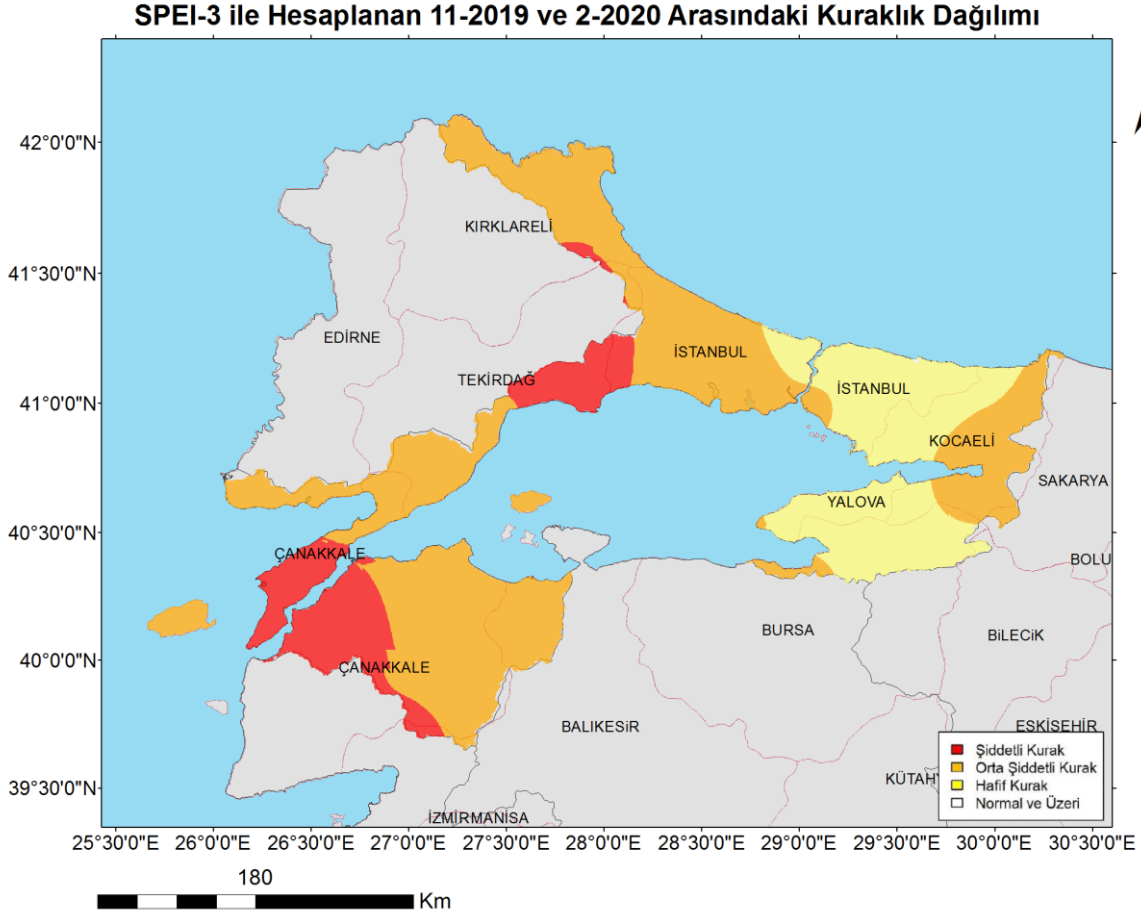 SPEI-3 ile Hesaplanan 11-2019 ve 2-2020 Arasındaki Kuraklık Dağılımı
42°0'0"N
KIRKLARELİ
41°30'0"N
EDİRNE
İSTANBUL
TEKİRDAĞ
İSTANBUL
41°0'0"N
KOCAELİ
SAKARYA
YALOVA
40°30'0"N
ÇANAKKALE
BOLU
BURSA
BİLECİK
40°0'0"N
ÇANAKKALE
BALIKESİR
ESKİSEHİR
Şiddetli Kurak
Orta Şiddetli Kurak
Hafif Kurak
Normal ve Üzeri
KÜTAHY
39°30'0"N
İZMİRMANİSA
25°30'0"E 26°0'0"E 26°30'0"E 27°0'0"E 27°30'0"E 28°0'0"E 28°30'0"E 29°0'0"E 29°30'0"E 30°0'0"E 30°30'0"E
180
Km